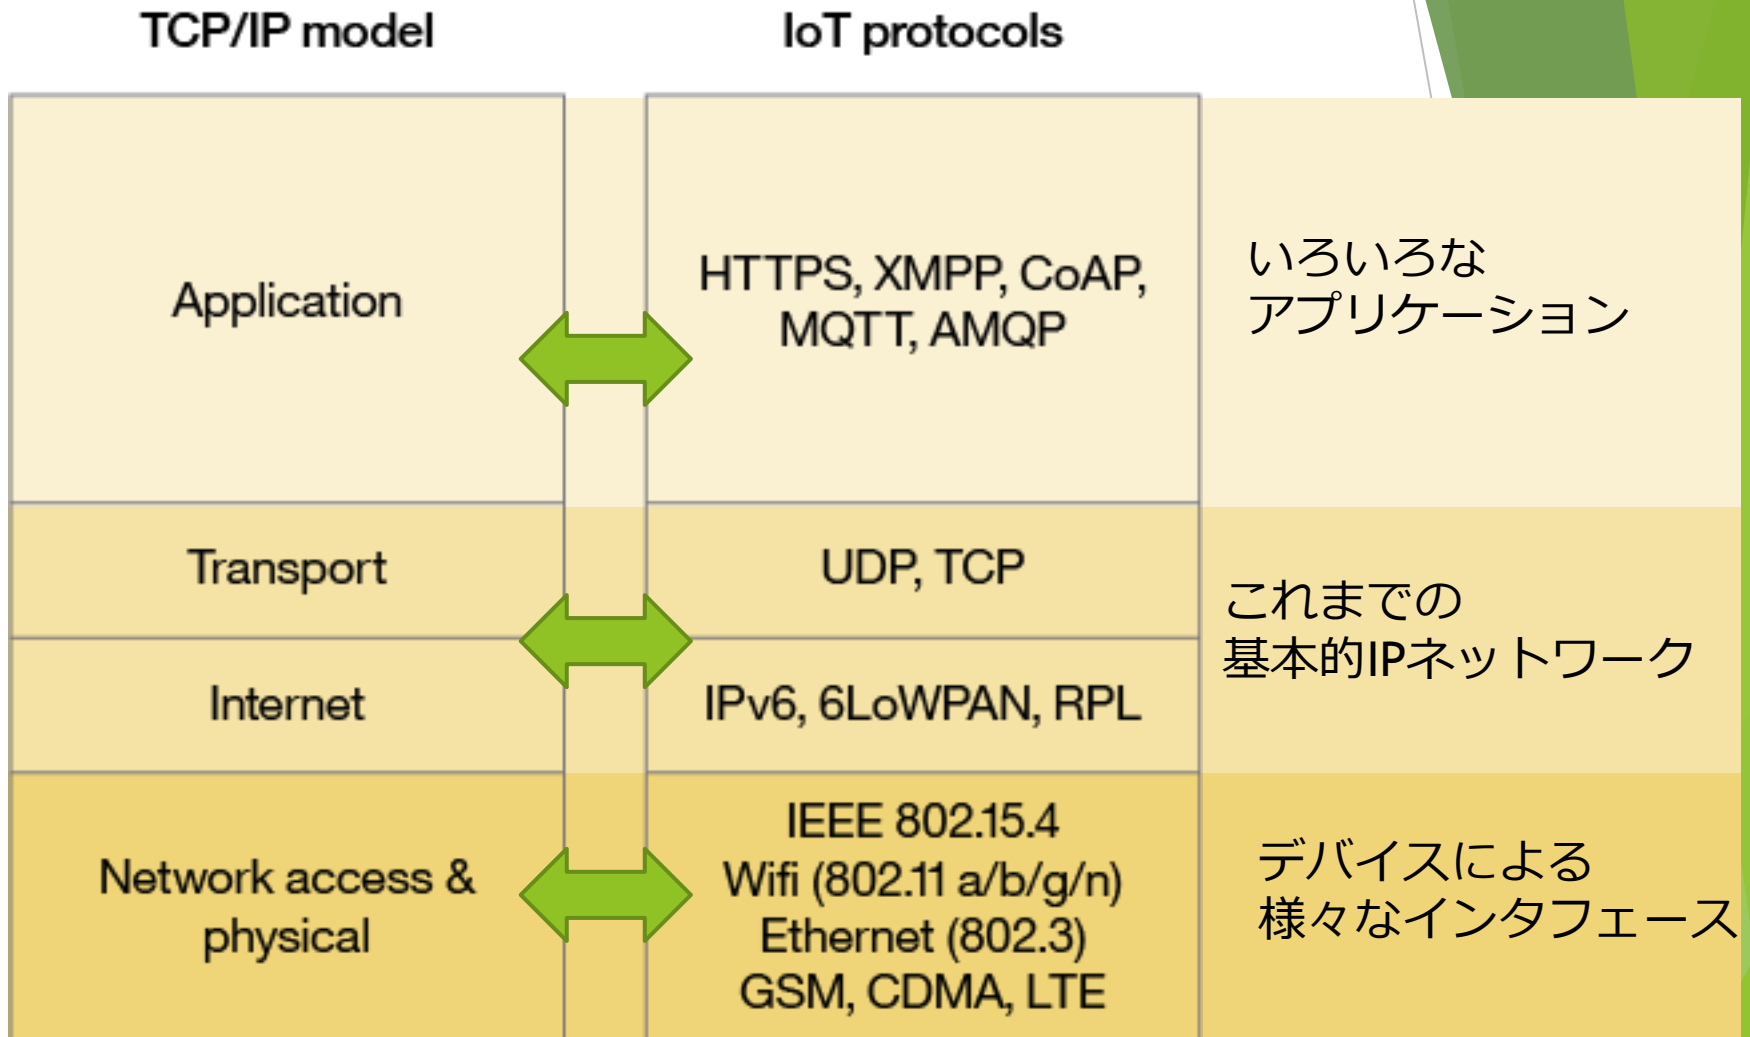 TCP/IP model
IoT protocols
Application
HTTPS, XMPP, CoAP,
MQTT, AMQP
いろいろな
アプリケーション
Transport
UDP, TCP
これまでの
基本的IPネットワーク
Internet
IPv6, 6LoWPAN, RPL
Network access &
physical
IEEE 802.15.4
Wifi (802.11 a/b/g/n)
Ethernet (802.3)
GSM, CDMA, LTE
デバイスによる
様々なインタフェース